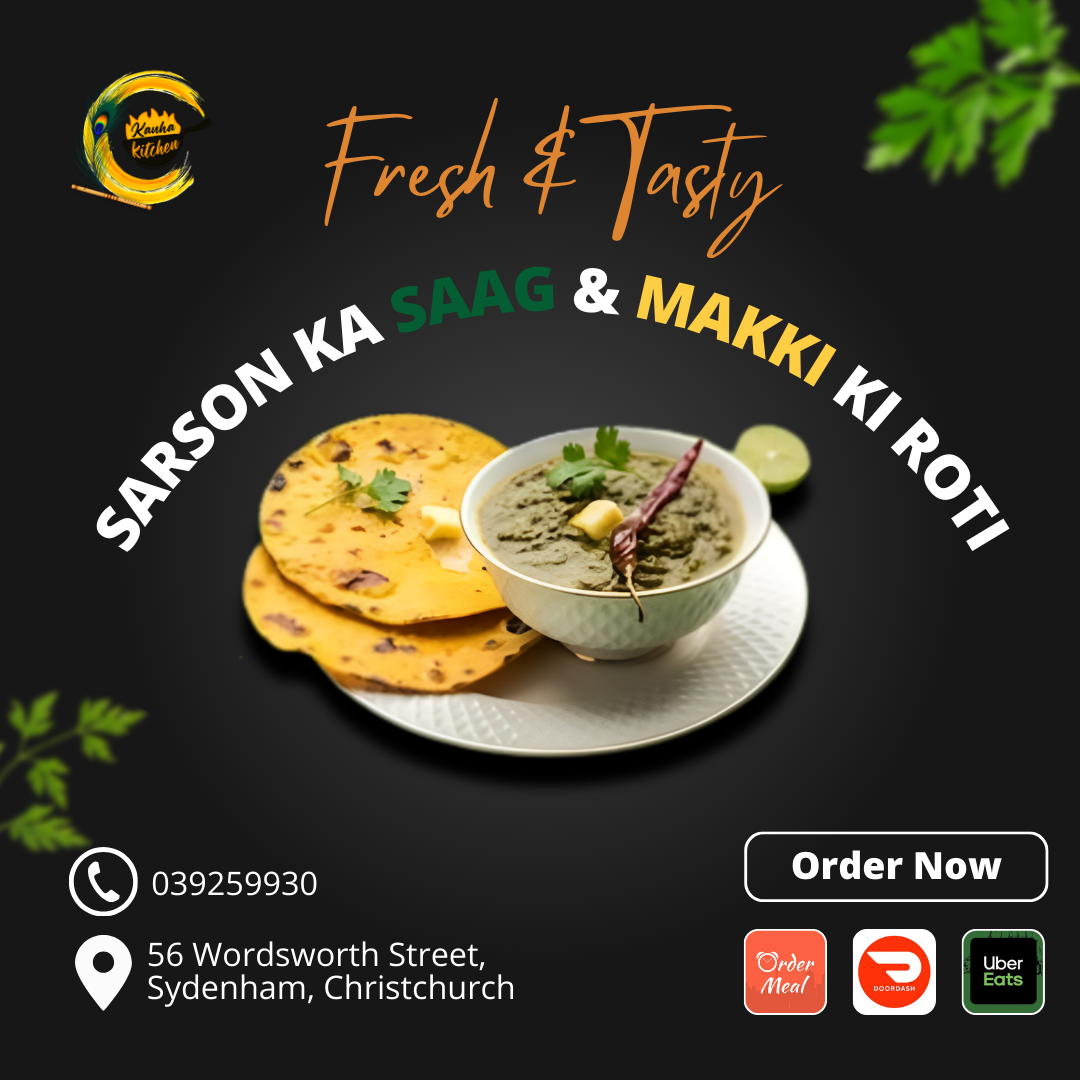 Kanha
Kitchen
Fresh & Tasty
SARSON KA SAAG & MAKKI KI ROTI
039259930
56 Wordsworth Street,
Sydenham, Christchurch
Order Now
Order
Meal
DOORDASH
Uber
Eats